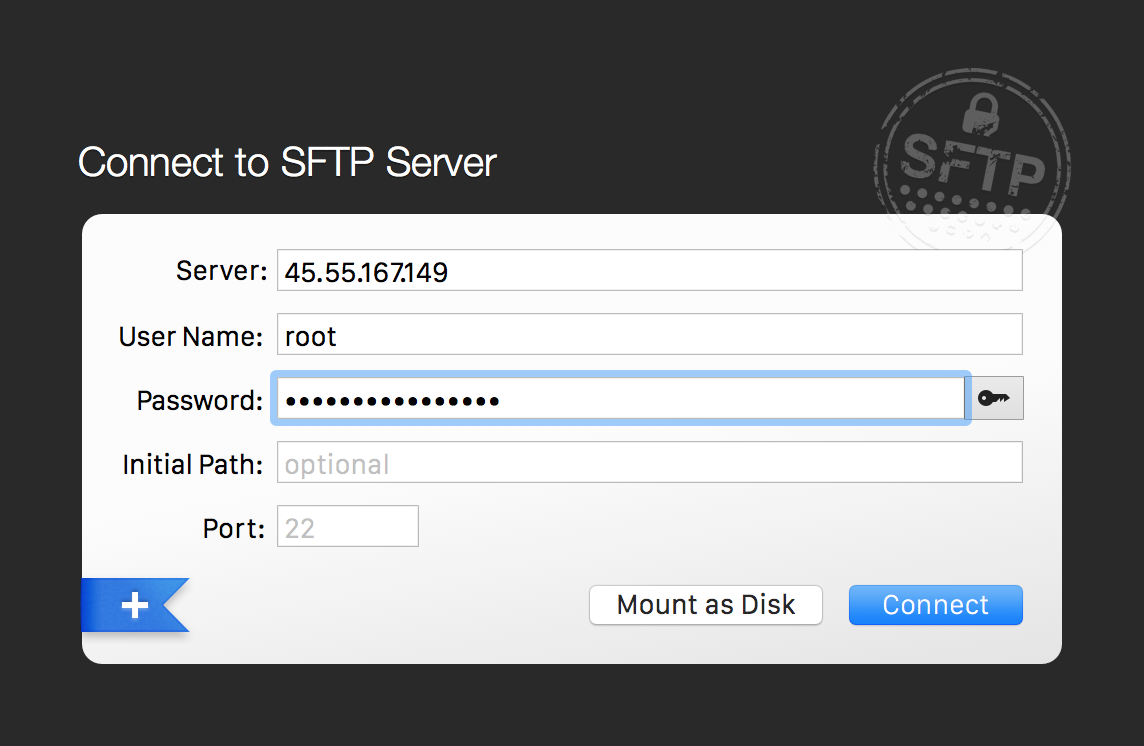 SFTP
Connect to SFTP Server
Server: 45.55.167.149
User Name: root
Password: ••••••••••••••••
Initial Path: optional
Port: 22
+
Mount as Disk
Connect